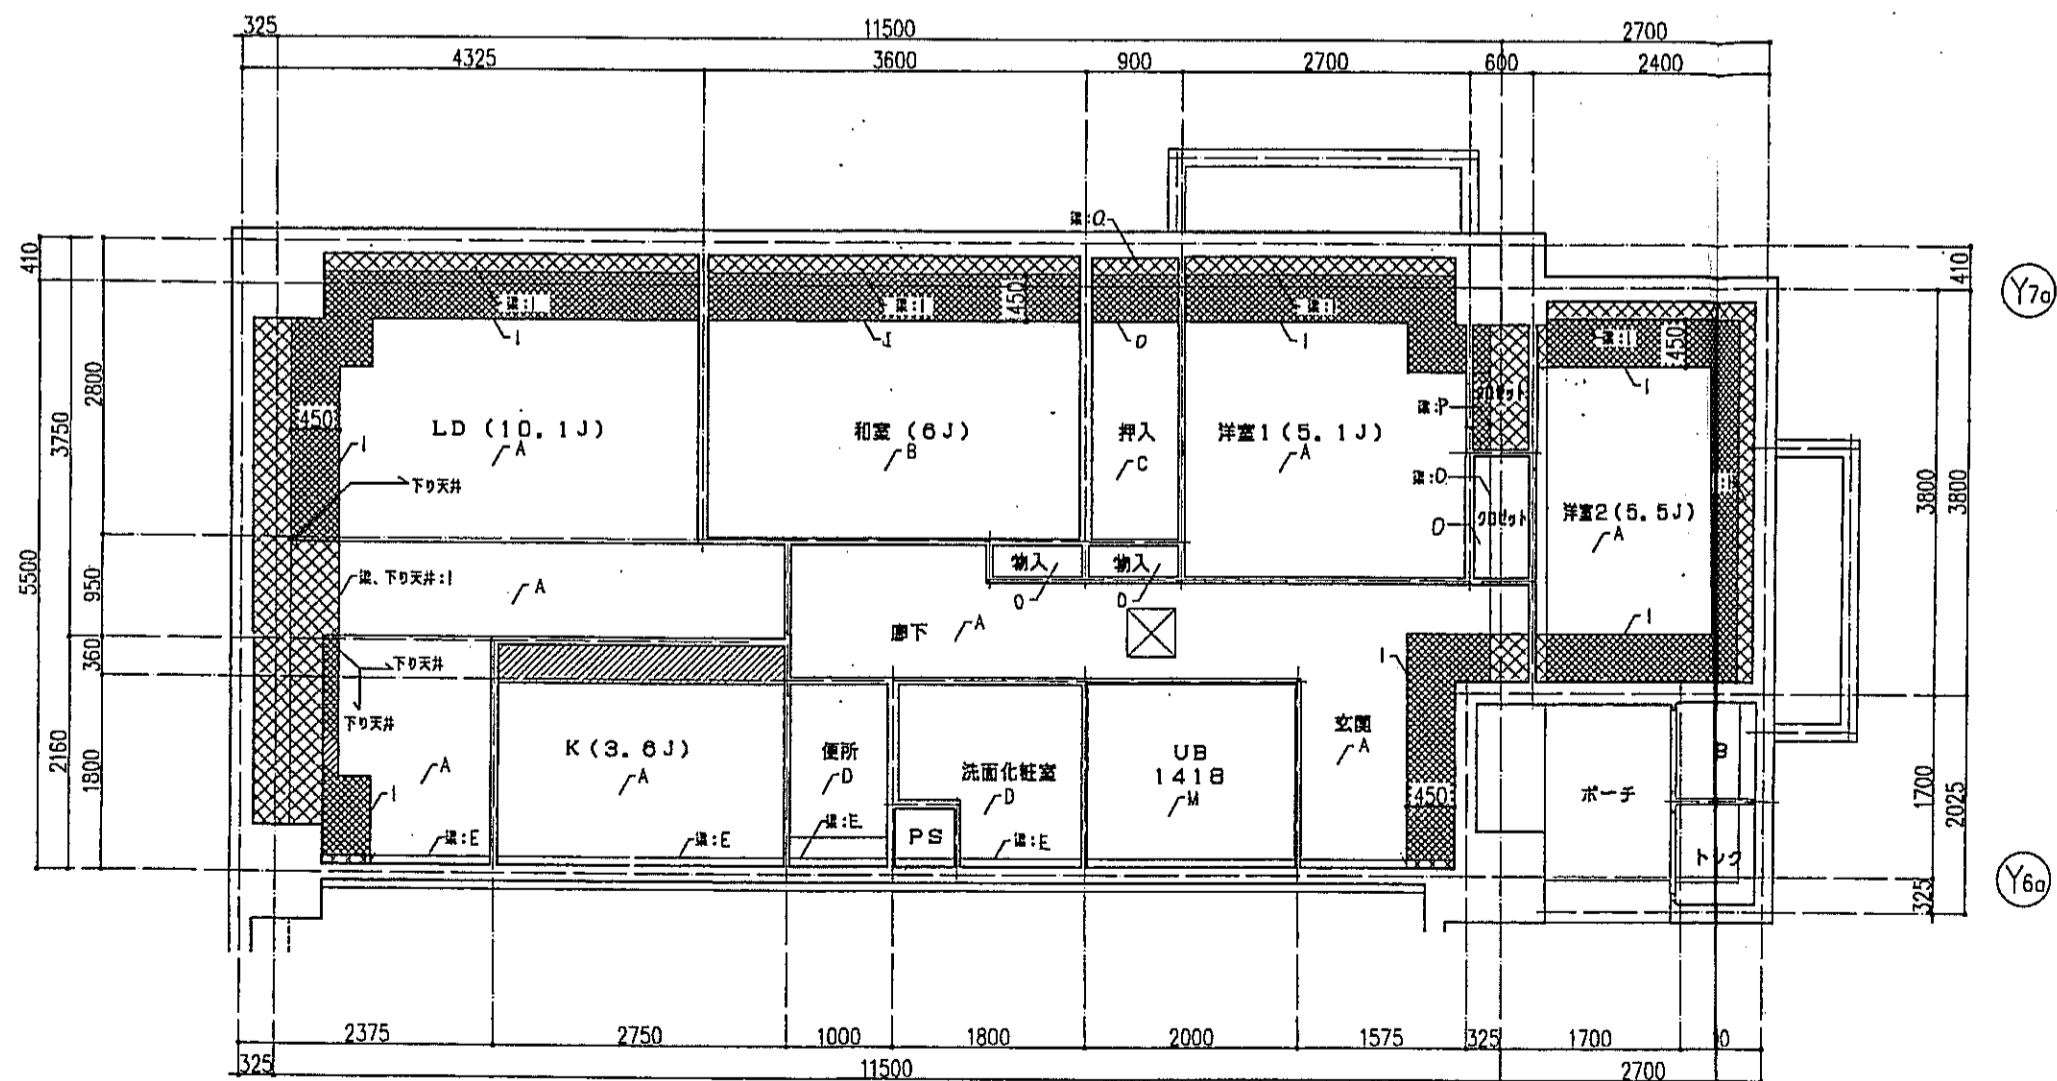 325
11500
2700
4325
3600
900
2700
600
2400
梁:O
410
410
Y7a
梁:I
梁:I
450
梁:I
梁:I
450
I
J
O
I
I
2800
3750
5500
450
LD (10.1J)
A
I
和室 (6J)
B
押入
C
洋室1(5.1J)
A
梁:P
クロゼット
梁:O
クロゼット
O
洋室2(5.5J)
A
3800
3800
下り天井
物入
O
物入
D
950
梁、下り天井:I
A
廊下
A
I
I
360
下り天井
下り天井
2160
1800
A
I
梁:E
K(3.6J)
A
梁:E
便所
D
梁:E
洗面化粧室
D
PS
梁:E
UB
1418
M
玄関
A
450
ポーチ
B
1700
2025
325
Y6a
2375
2750
1000
1800
2000
1575
325
1700
325
11500
2700